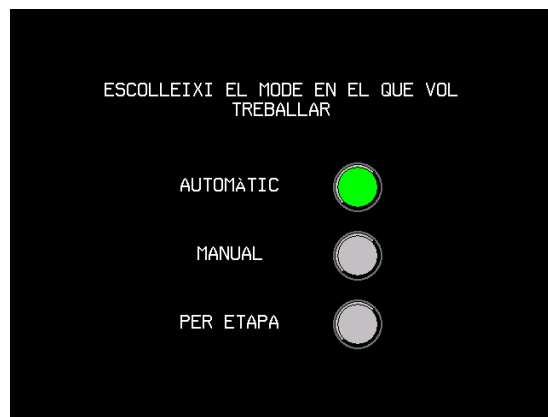 ESCOLLEIXI EL MODE EN EL QUE VOL
TREBALLAR
AUTOMÀTIC
MANUAL
PER ETAPA